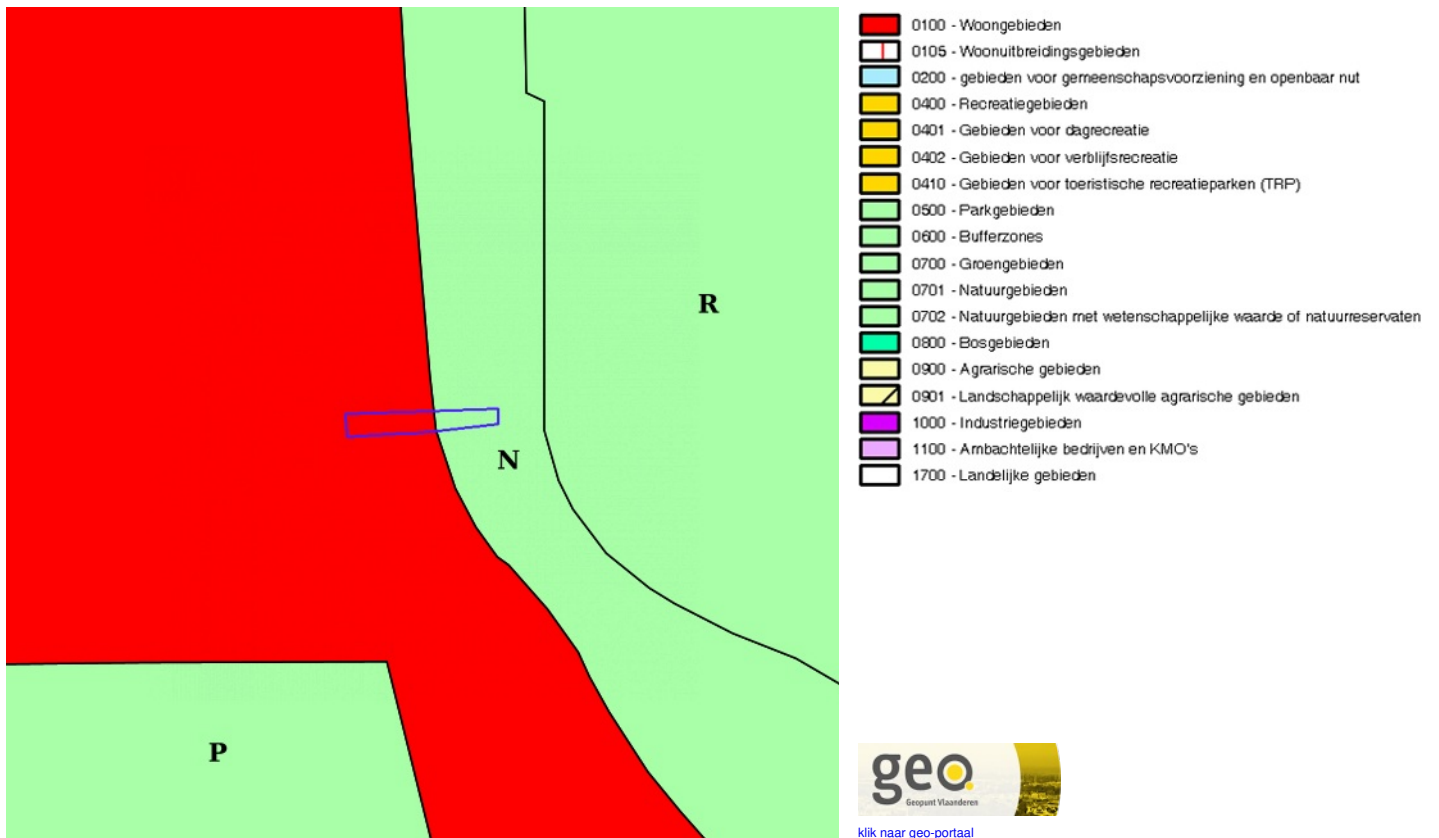 R
N
P
0100 - Woongebieden
0105 - Woonuitbreidingsgebieden
0200 - gebieden voor gemeenschapsvoorziening en openbaar nut
0400 - Recreatiegebieden
0401 - Gebieden voor dagrecreatie
0402 - Gebieden voor verblijfsrecreatie
0410 - Gebieden voor toeristische recreatieparken (TRP)
0500 - Parkgebieden
0600 - Bufferzones
0700 - Groengebieden
0701 - Natuurgebieden
0702 - Natuurgebieden met wetenschappelijke waarde of natuurreservaten
0800 - Bosgebieden
0900 - Agrarische gebieden
0901 - Landschappelijk waardevolle agrarische gebieden
1000 - Industriegebieden
1100 - Ambachtelijke bedrijven en KMO's
1700 - Landelijke gebieden
geo
Geopunt Vlaanderen
klik naar geo-portaal